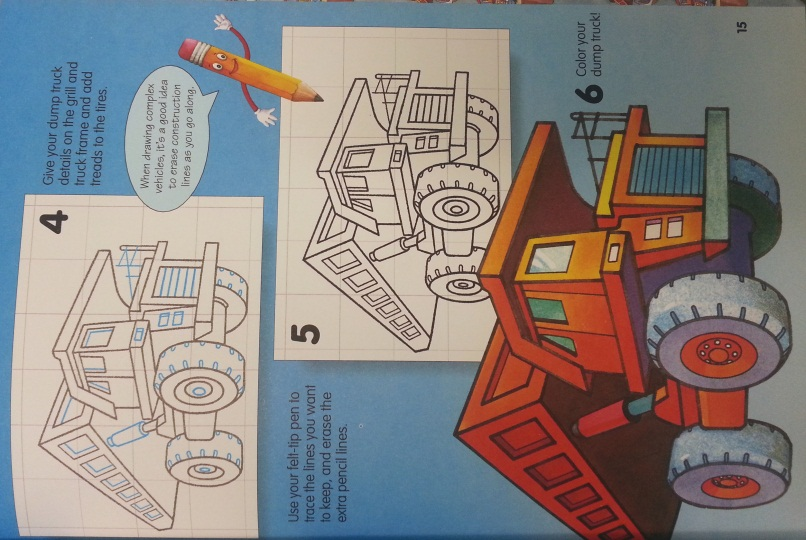 4
Give your dump truck
details on the grill and
truck frame and add
treads to the tires.
When drawing complex
vehicles, it's a good idea
to erase construction
lines as you go along.
5
Use your felt-tip pen to
trace the lines you want
to keep, and erase the
extra pencil lines.
6
Color your
dump truck!
15